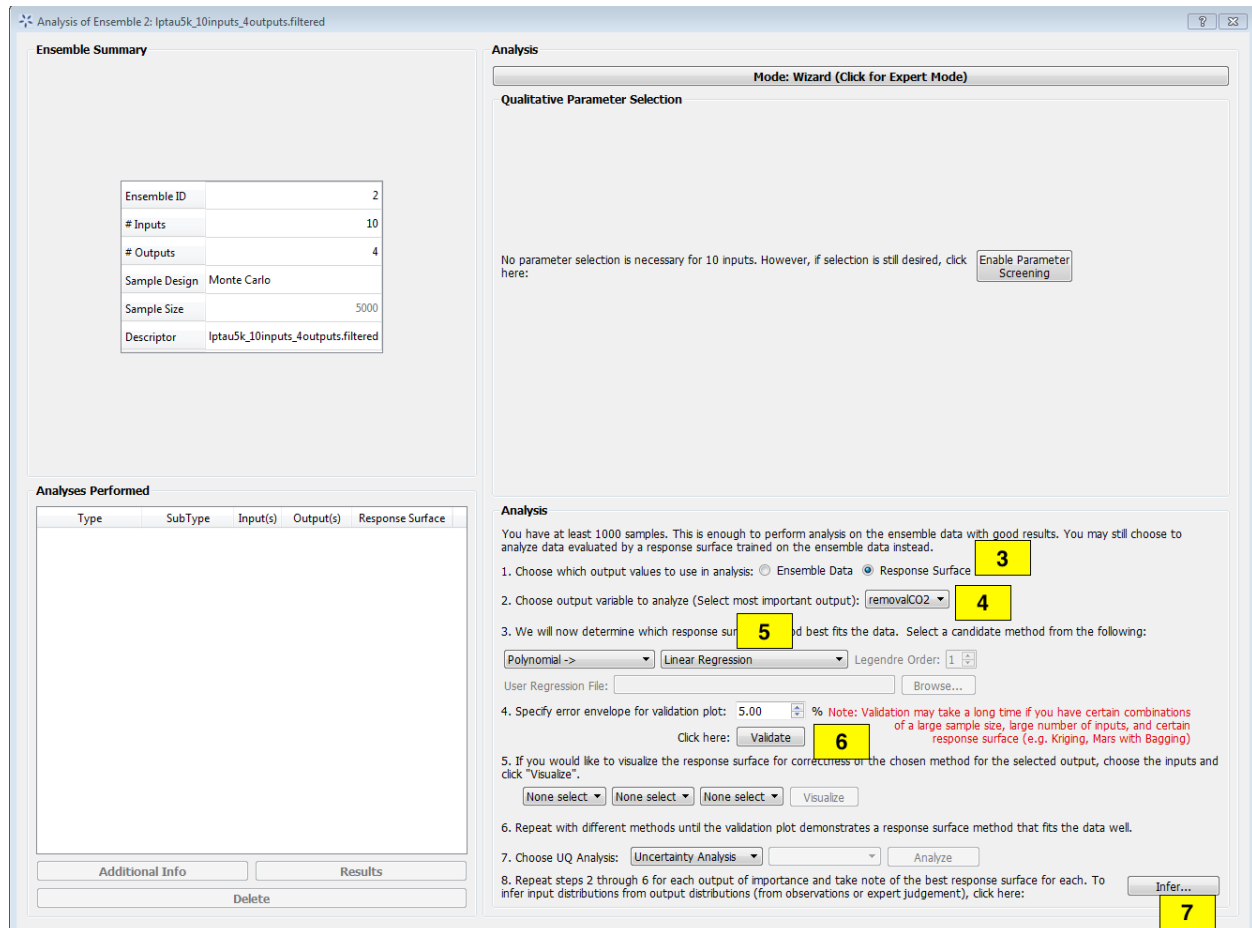 Analysis of Ensemble 2: lptau5k_10inputs_4outputs.filtered
Ensemble Summary
Ensemble ID 2
# Inputs 10
# Outputs 4
Sample Design Monte Carlo
Sample Size 5000
Descriptor lptau5k_10inputs_4outputs.filtered
Analyses Performed
Type SubType Input(s) Output(s) Response Surface
Additional Info Results
Delete
Analysis
Mode: Wizard (Click for Expert Mode)
Qualitative Parameter Selection
No parameter selection is necessary for 10 inputs. However, if selection is still desired, click
here:
Enable Parameter
Screening
Analysis
You have at least 1000 samples. This is enough to perform analysis on the ensemble data with good results. You may still choose to
analyze data evaluated by a response surface trained on the ensemble data instead.
3
1. Choose which output values to use in analysis: Ensemble Data Response Surface
2. Choose output variable to analyze (Select most important output): removalCO2
4
3. We will now determine which response sur 5 od best fits the data. Select a candidate method from the following:
Polynomial -> Linear Regression Legendre Order: 1
User Regression File: Browse...
4. Specify error envelope for validation plot: 5.00 % Note: Validation may take a long time if you have certain combinations
of a large sample size, large number of inputs, and certain
response surface (e.g. Kriging, Mars with Bagging)
Click here: Validate
6
5. If you would like to visualize the response surface for correctness of the chosen method for the selected output, choose the inputs and
click "Visualize".
None select None select None select Visualize
6. Repeat with different methods until the validation plot demonstrates a response surface method that fits the data well.
7. Choose UQ Analysis: Uncertainty Analysis Analyze
8. Repeat steps 2 through 6 for each output of importance and take note of the best response surface for each. To
infer input distributions from output distributions (from observations or expert judgement), click here:
Infer...
7